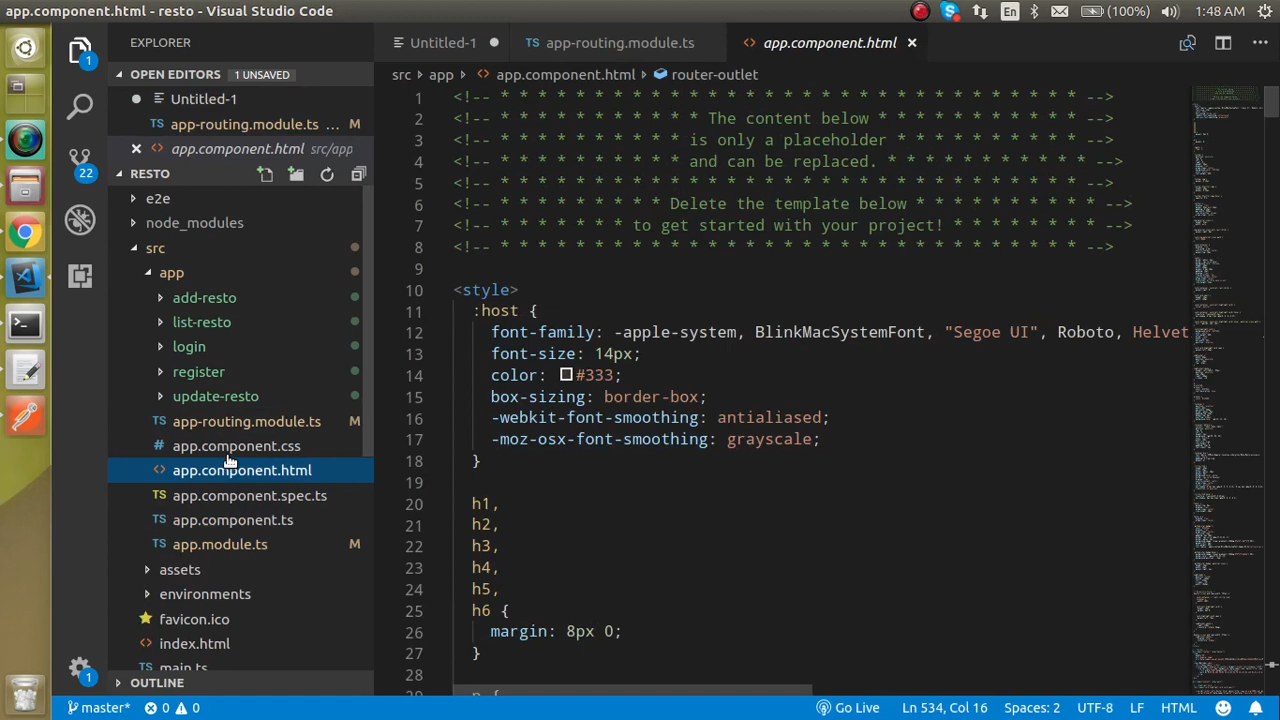 app.component.html - resto - Visual Studio Code
En
(100%)
1:48 AM
EXPLORER
OPEN EDITORS 1 UNSAVED
Untitled-1
app-routing.module.ts ...
app.component.html src/app
RESTO
e2e
node_modules
src
app
add-resto
list-resto
login
register
update-resto
app-routing.module.ts M
app.component.css
app.component.html
app.component.spec.ts
app.component.ts
app.module.ts M
assets
environments
favicon.ico
index.html
main.ts
OUTLINE
1
22
1
Untitled-1
app-routing.module.ts
app.component.html
src app app.component.html router-outlet
1 <!-- * * * * * * * * * * * * * * * * * * * * * * * * * * * * * * * -->
2 <!-- * * * * * * * * * * * The content below * * * * * * * * * * * -->
3 <!-- * * * * * * * * * * is only a placeholder * * * * * * * * * * -->
4 <!-- * * * * * * * * * * and can be replaced. * * * * * * * * * * * -->
5 <!-- * * * * * * * * * * * * * * * * * * * * * * * * * * * * * * * -->
6 <!-- * * * * * * * * * Delete the template below * * * * * * * * * * -->
7 <!-- * * * * * * * to get started with your project! * * * * * * * * -->
8 <!-- * * * * * * * * * * * * * * * * * * * * * * * * * * * * * * * -->
9
10 <style>
11 :host {
12 font-family: -apple-system, BlinkMacSystemFont, "Segoe UI", Roboto, Helvet
13 font-size: 14px;
14 color: #333;
15 box-sizing: border-box;
16 -webkit-font-smoothing: antialiased;
17 -moz-osx-font-smoothing: grayscale;
18 }
19
20 h1,
21 h2,
22 h3,
23 h4,
24 h5,
25 h6 {
26 margin: 8px 0;
27 }
28
master* 0 0
Go Live Ln 534, Col 16 Spaces: 2 UTF-8 LF HTML